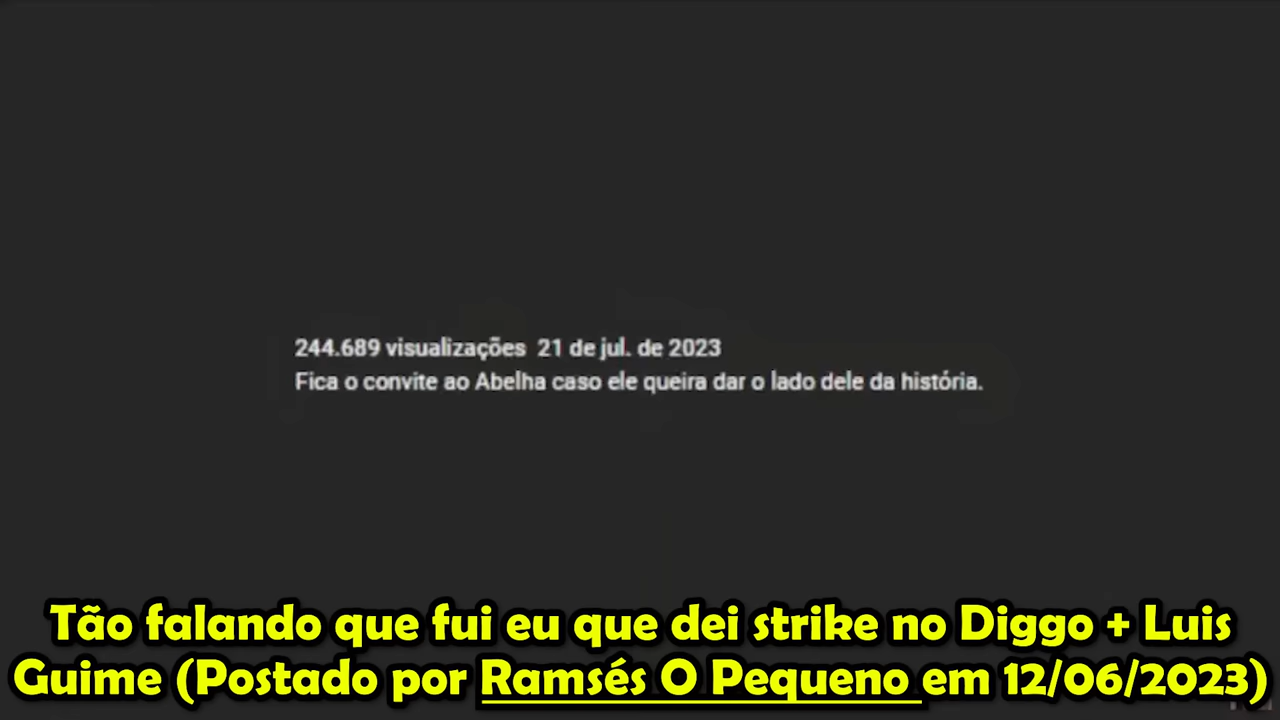 244.689 visualizações 21 de jul. de 2023
Fica o convite ao Abelha caso ele queira dar o lado dele da história.
Tão falando que fui eu que dei strike no Diggo + Luis
Guime (Postado por Ramsés O Pequeno em 12/06/2023)